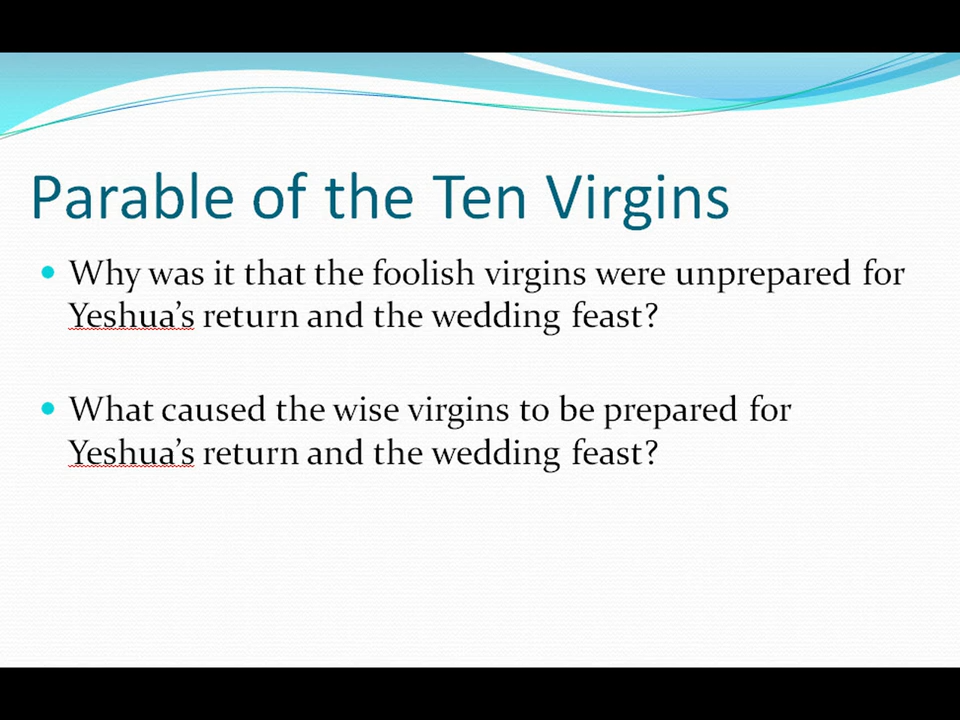 Parable of the Ten Virgins
• Why was it that the foolish virgins were unprepared for
Yeshua’s return and the wedding feast?
• What caused the wise virgins to be prepared for
Yeshua’s return and the wedding feast?